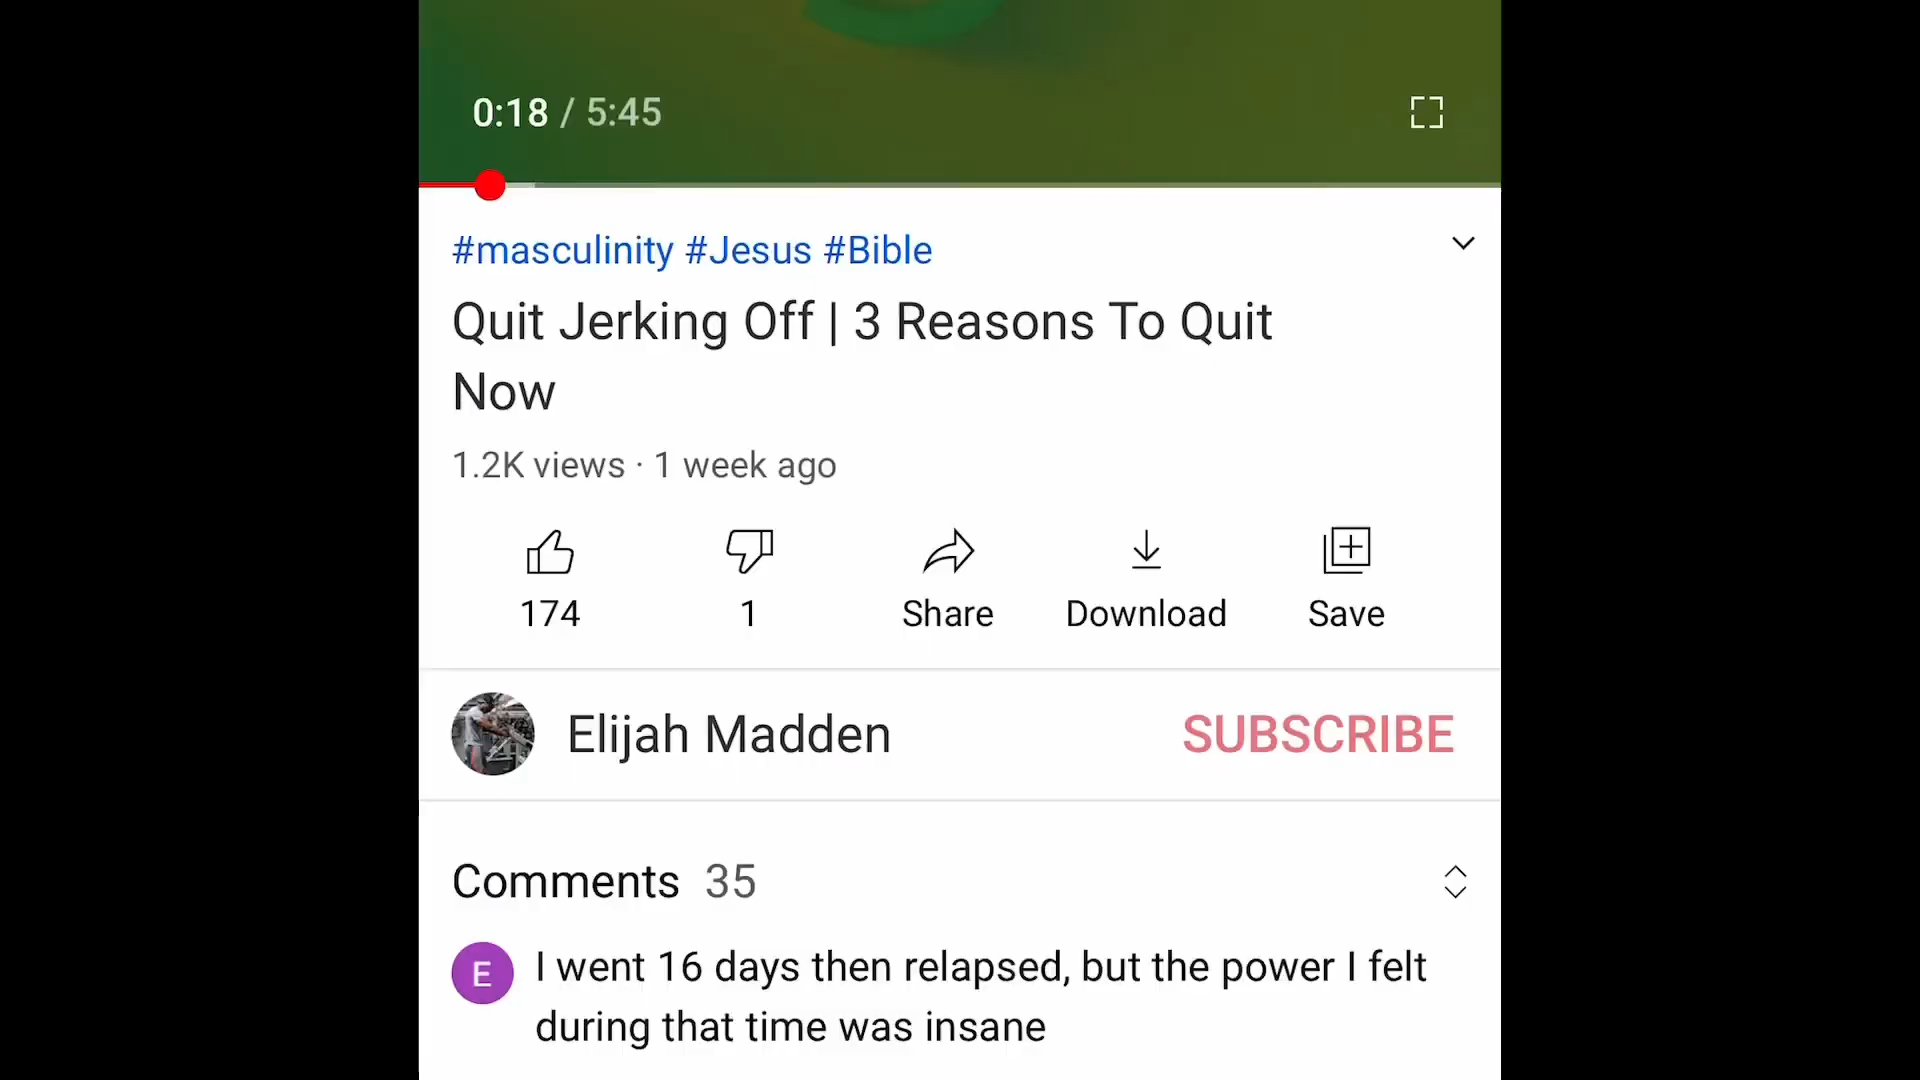 0:18 / 5:45
#masculinity #Jesus #Bible
Quit Jerking Off | 3 Reasons To Quit
Now
1.2K views · 1 week ago
174
1
Share
Download
Save
Elijah Madden
SUBSCRIBE
Comments 35
E
I went 16 days then relapsed, but the power I felt
during that time was insane